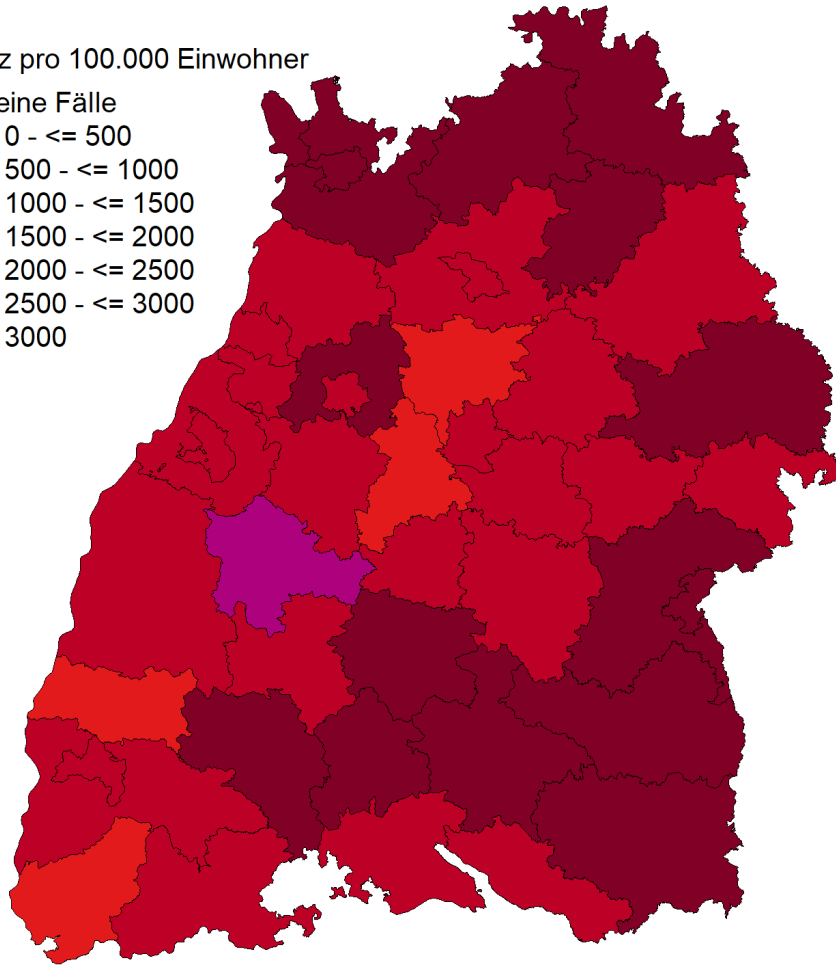 z pro 100.000 Einwohner
eine Fälle
0 - <= 500
500 - <= 1000
1000 - <= 1500
1500 - <= 2000
2000 - <= 2500
2500 - <= 3000
3000